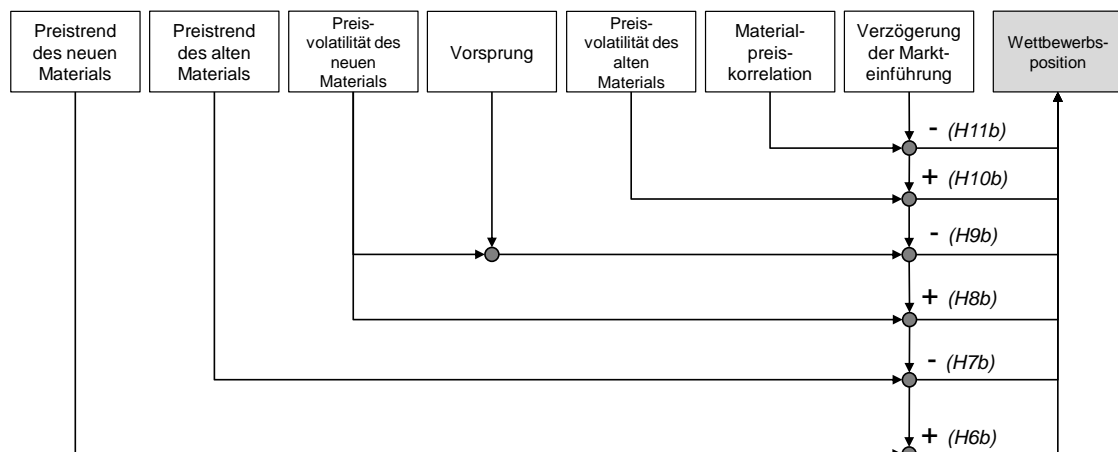 Preistrend
des neuen
Materials
Preistrend
des alten
Materials
Preis-
volatilität des
neuen
Materials
Vorsprung
Preis-
volatilität des
alten
Materials
Material-
preis-
korrelation
Verzögerung
der Markt-
einführung
Wettbewerbs-
position
- (H11b)
+ (H10b)
- (H9b)
+ (H8b)
- (H7b)
+ (H6b)